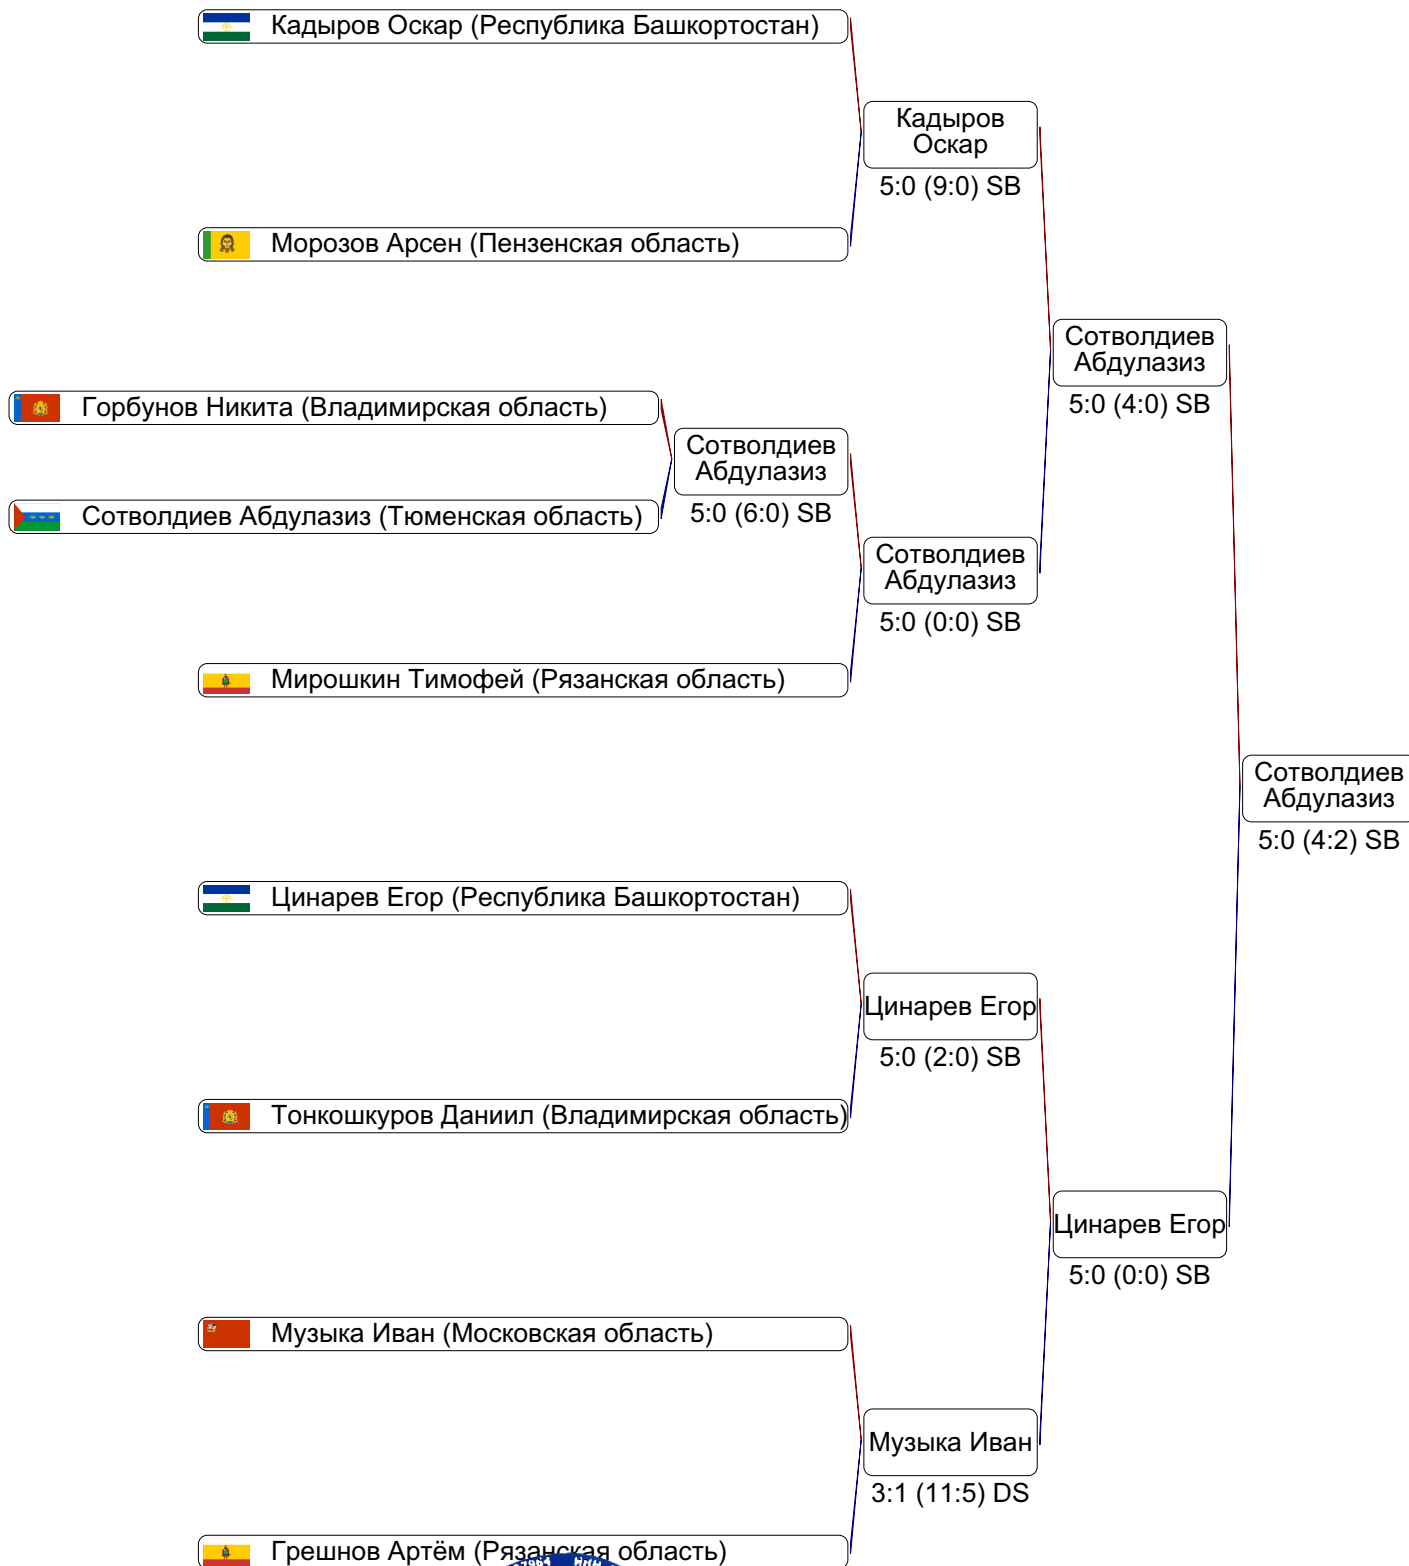 Кадыров Оскар (Республика Башкортостан)
Кадыров
Оскар
5:0 (9:0) SB
Морозов Арсен (Пензенская область)
Сотволдиев
Абдулазиз
5:0 (4:0) SB
Горбунов Никита (Владимирская область)
Сотволдиев
Абдулазиз
5:0 (6:0) SB
Сотволдиев Абдулазиз (Тюменская область)
Сотволдиев
Абдулазиз
5:0 (0:0) SB
Мирошкин Тимофей (Рязанская область)
Сотволдиев
Абдулазиз
5:0 (4:2) SB
Цинарев Егор (Республика Башкортостан)
Цинарев Егор
5:0 (2:0) SB
Тонкошкуров Даниил (Владимирская область)
Цинарев Егор
5:0 (0:0) SB
Музыка Иван (Московская область)
Музыка Иван
3:1 (11:5) DS
Грешнов Артём (Рязанская область)